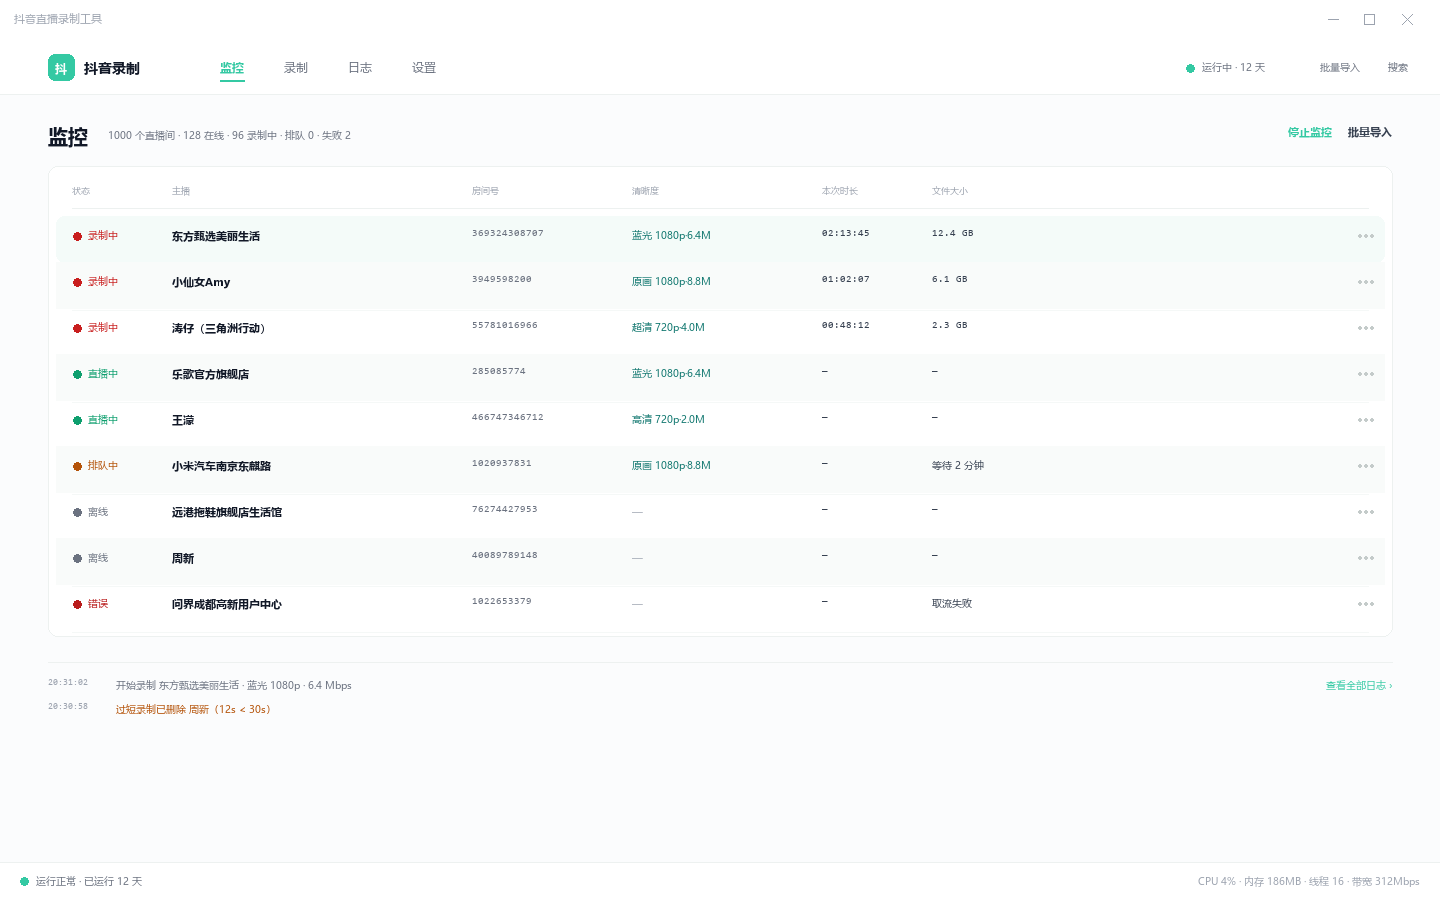 抖音直播录制工具
抖 抖音录制 监控 录制 日志 设置 运行中 · 12 天 批量导入 搜索
监控 1000 个直播间 · 128 在线 · 96 录制中 · 排队 0 · 失败 2 停止监控 批量导入
状态 主播 房间号 清晰度 本次时长 文件大小
录制中 东方甄选美丽生活 369324308707 蓝光 1080p·6.4M 02:13:45 12.4 GB
录制中 小仙女Amy 3949598200 原画 1080p·8.8M 01:02:07 6.1 GB
录制中 涛仔（三角洲行动） 55781016966 超清 720p·4.0M 00:48:12 2.3 GB
直播中 乐歌官方旗舰店 285085774 蓝光 1080p·6.4M — —
直播中 王濛 466747346712 高清 720p·2.0M — —
排队中 小米汽车南京东麒路 1020937831 原画 1080p·8.8M — 等待 2 分钟
离线 远港拖鞋旗舰店生活馆 76274427953 — — —
离线 周新 40089789148 — — —
错误 问界成都高新用户中心 1022653379 — — 取流失败
20:31:02 开始录制 东方甄选美丽生活 · 蓝光 1080p · 6.4 Mbps 查看全部日志 ›
20:30:58 过短录制已删除 周新（12s < 30s）
运行正常 · 已运行 12 天 CPU 4% · 内存 186MB · 线程 16 · 带宽 312Mbps